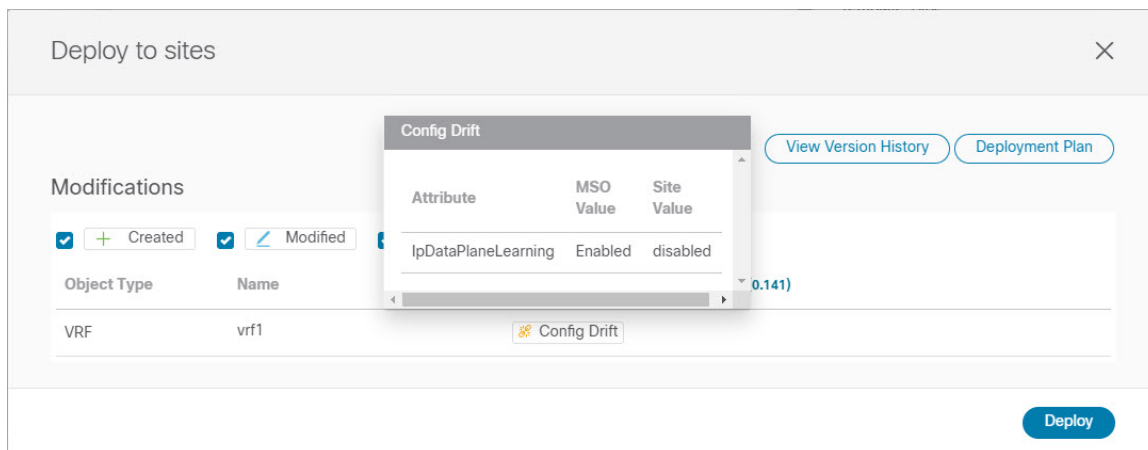 Deploy to sites
Config Drift
View Version History
Deployment Plan
Modifications
Attribute
MSO Value
Site Value
IpDataPlaneLearning Enabled disabled
Created
Modified
Object Type Name
0.141)
VRF vrf1 Config Drift
Deploy